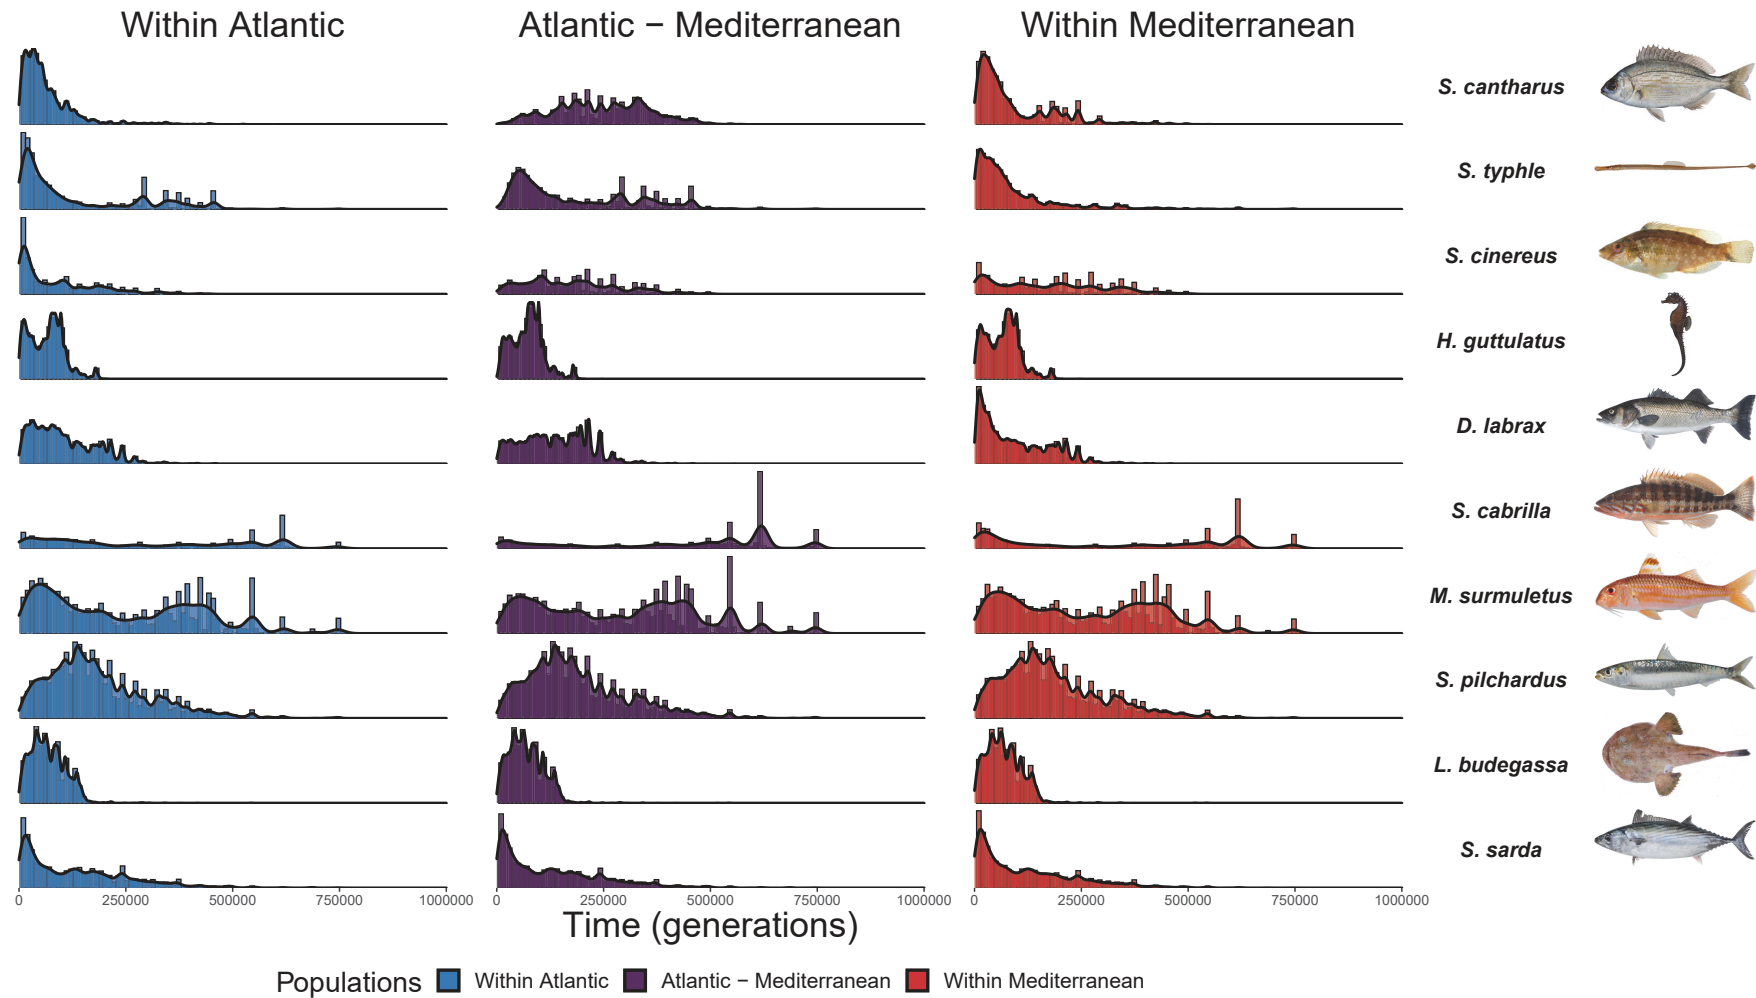 Within Atlantic
Atlantic − Mediterranean
Within Mediterranean
S. cantharus
S. typhle
S. cinereus
H. guttulatus
D. labrax
S. cabrilla
M. surmuletus
S. pilchardus
L. budegassa
S. sarda
0 250000 500000 750000 1000000
0 250000 500000 750000 1000000
0 250000 500000 750000 1000000
Time (generations)
Populations Within Atlantic Atlantic − Mediterranean Within Mediterranean